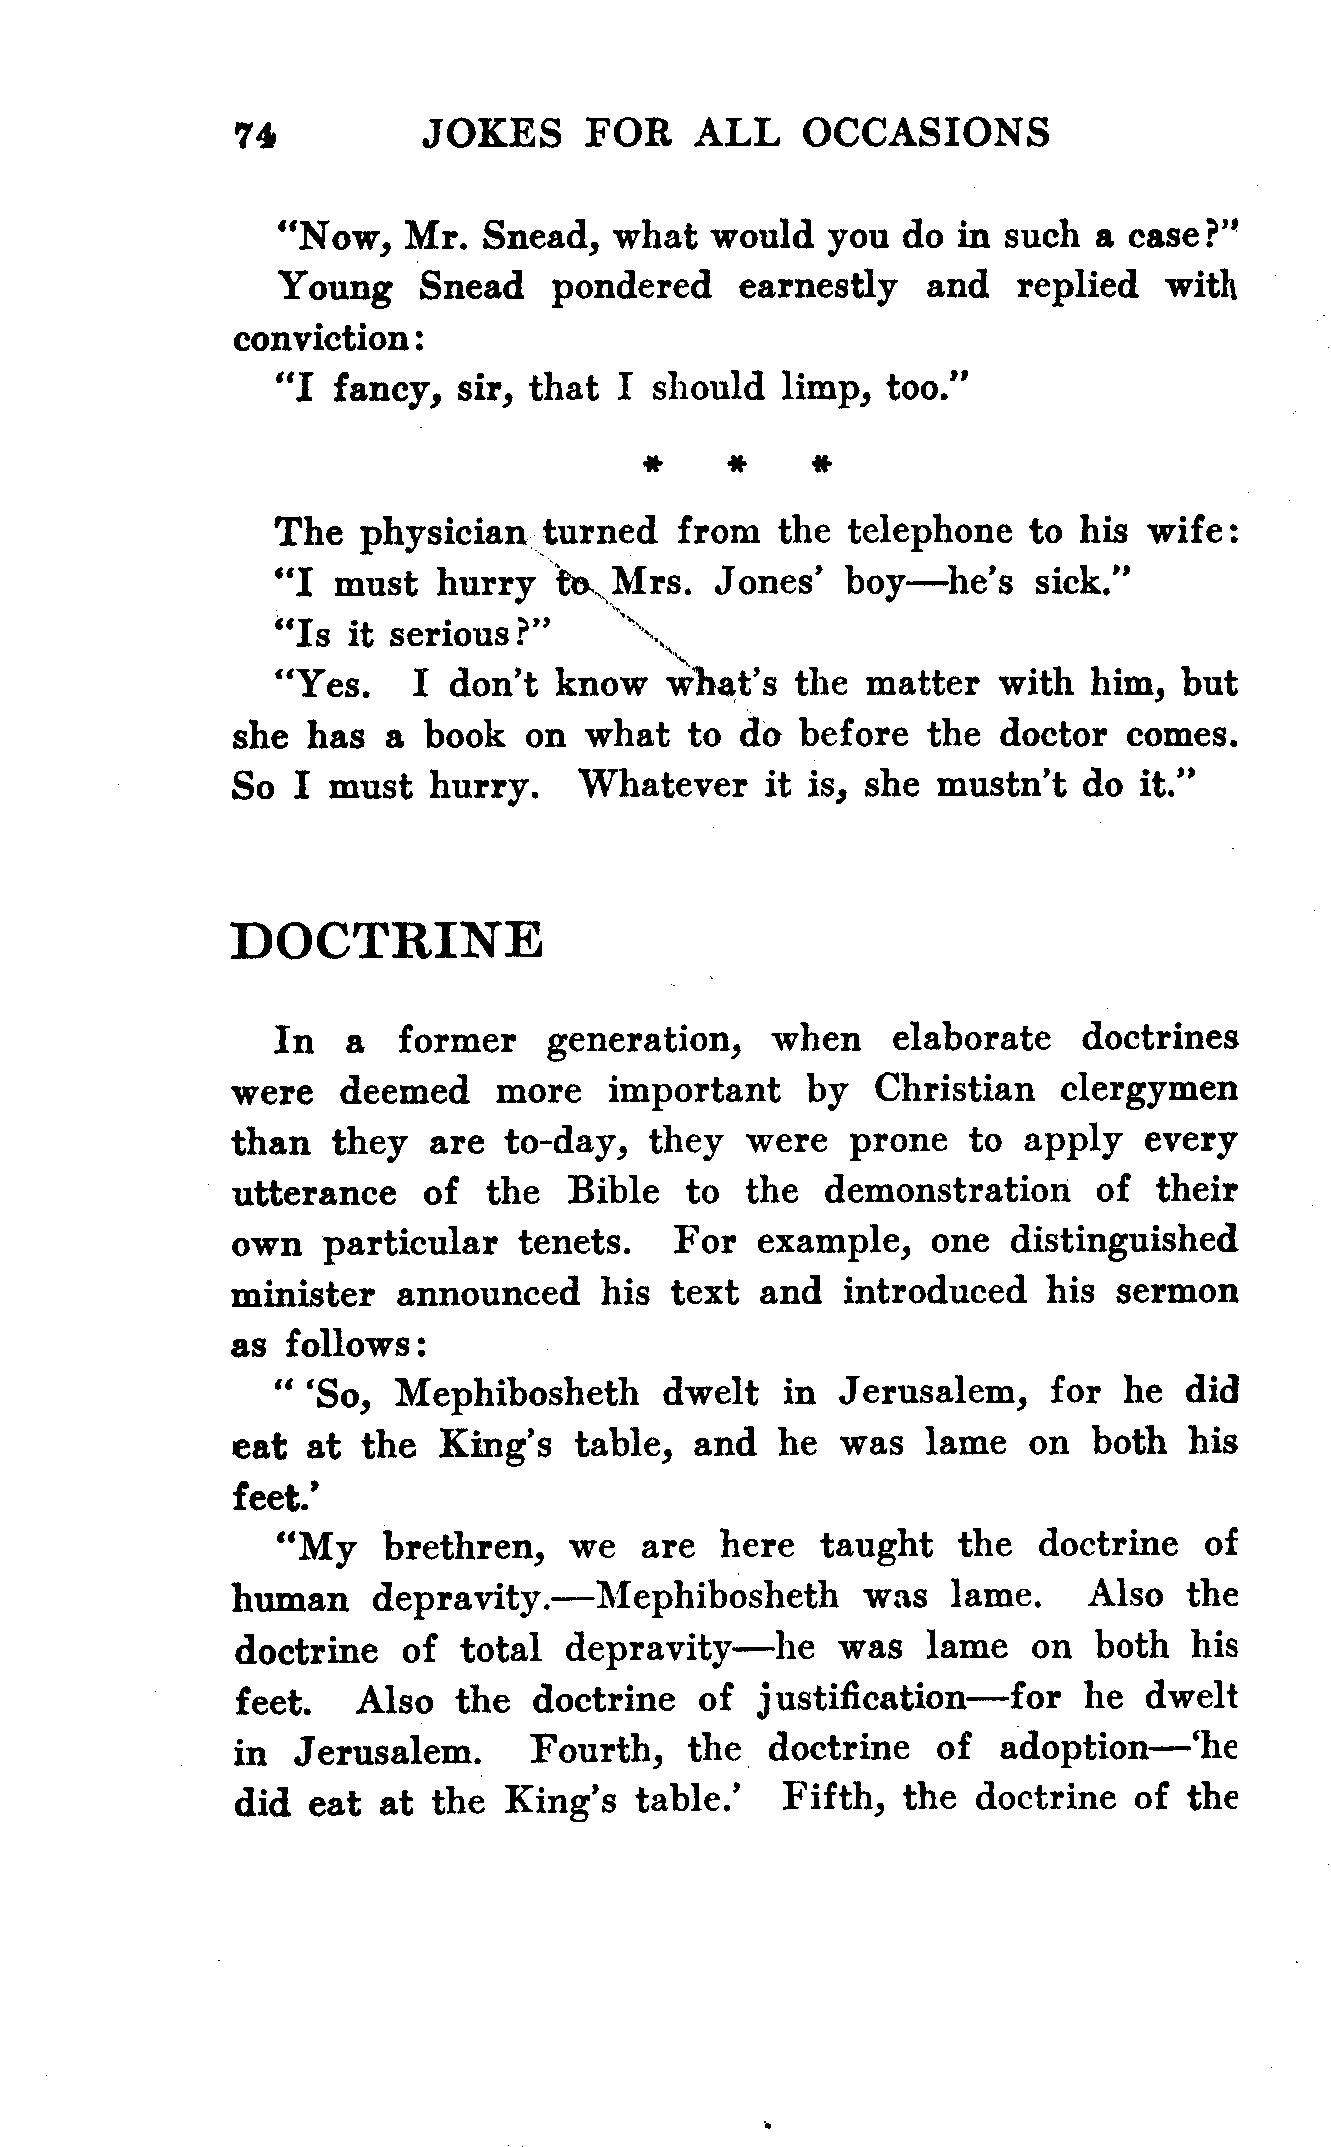 74 JOKES FOR ALL OCCASIONS
"Now, Mr. Snead, what would you do in such a case?"
Young Snead pondered earnestly and replied with
conviction:
"I fancy, sir, that I should limp, too."
* * *
The physician turned from the telephone to his wife:
"I must hurry to Mrs. Jones' boy—he's sick."
"Is it serious?"
"Yes. I don't know what's the matter with him, but
she has a book on what to do before the doctor comes.
So I must hurry. Whatever it is, she mustn't do it."
DOCTRINE
In a former generation, when elaborate doctrines
were deemed more important by Christian clergymen
than they are to-day, they were prone to apply every
utterance of the Bible to the demonstration of their
own particular tenets. For example, one distinguished
minister announced his text and introduced his sermon
as follows:
" 'So, Mephibosheth dwelt in Jerusalem, for he did
eat at the King's table, and he was lame on both his
feet.'
"My brethren, we are here taught the doctrine of
human depravity.—Mephibosheth was lame. Also the
doctrine of total depravity—he was lame on both his
feet. Also the doctrine of justification—for he dwelt
in Jerusalem. Fourth, the doctrine of adoption—'he
did eat at the King's table.' Fifth, the doctrine of the